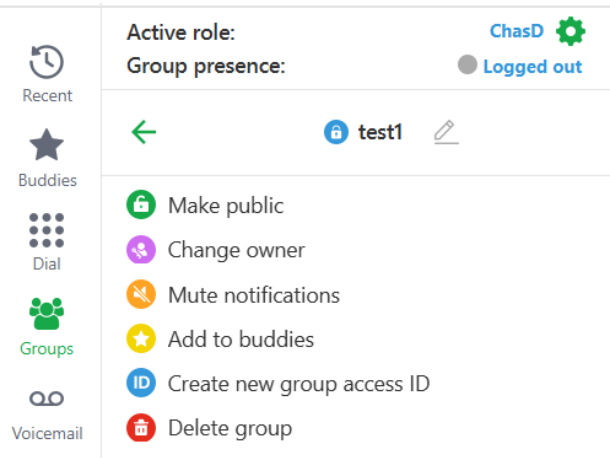 Active role: ChasD
Group presence: Logged out
Recent
test1
Buddies
Make public
Change owner
Dial
Mute notifications
Add to buddies
Groups
ID Create new group access ID
Voicemail
Delete group